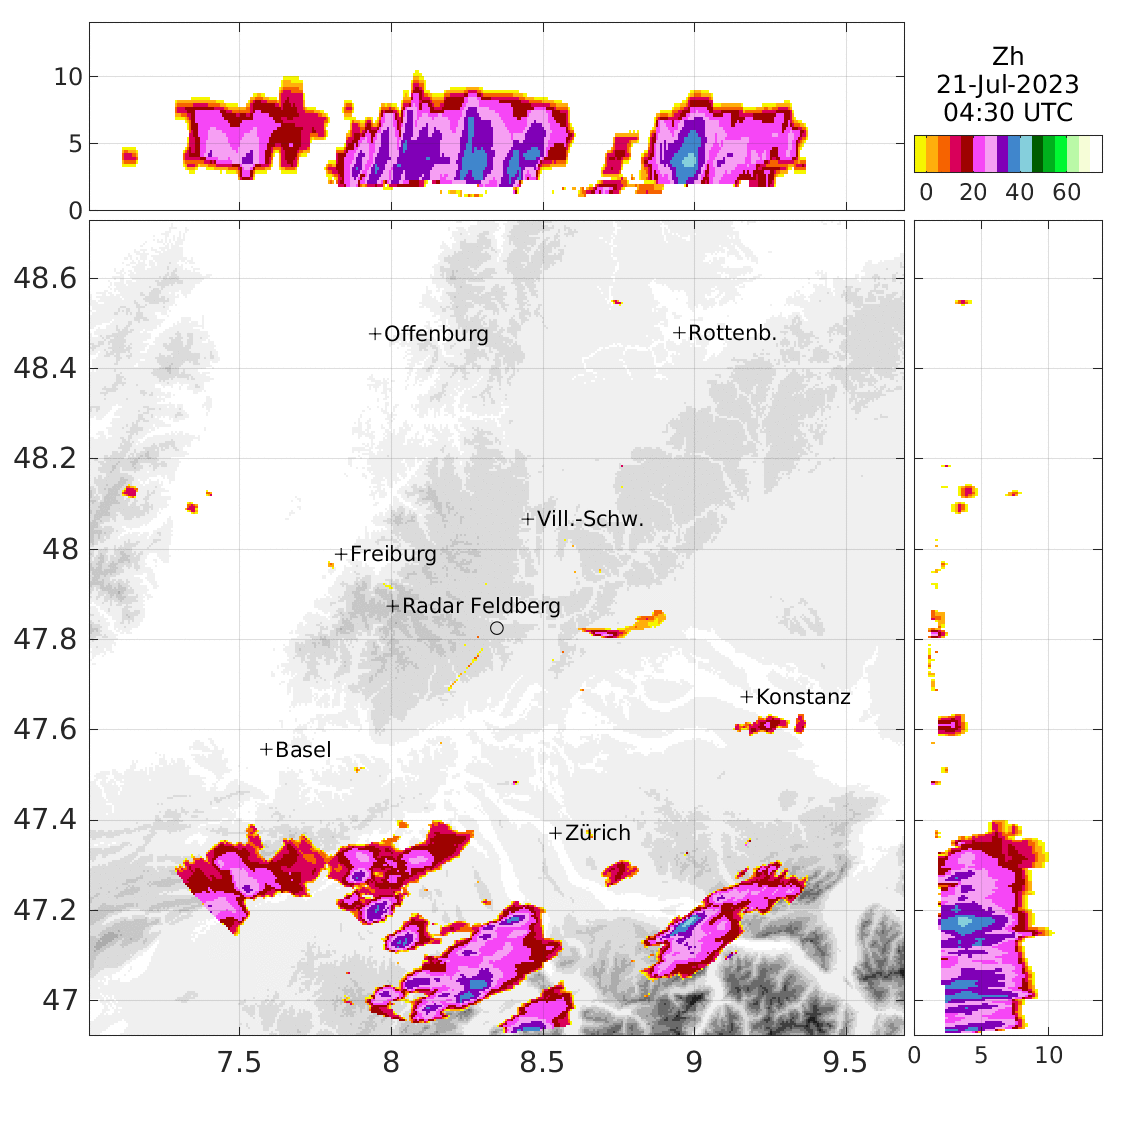 10
5
0
Zh
21-Jul-2023
04:30 UTC
0 20 40 60
48.6
48.4
48.2
48
47.8
47.6
47.4
47.2
47
+Offenburg
+Rottenb.
+Vill.-Schw.
+Freiburg
+Radar Feldberg
+Konstanz
+Basel
+Zürich
7.5 8 8.5 9 9.5
0 5 10